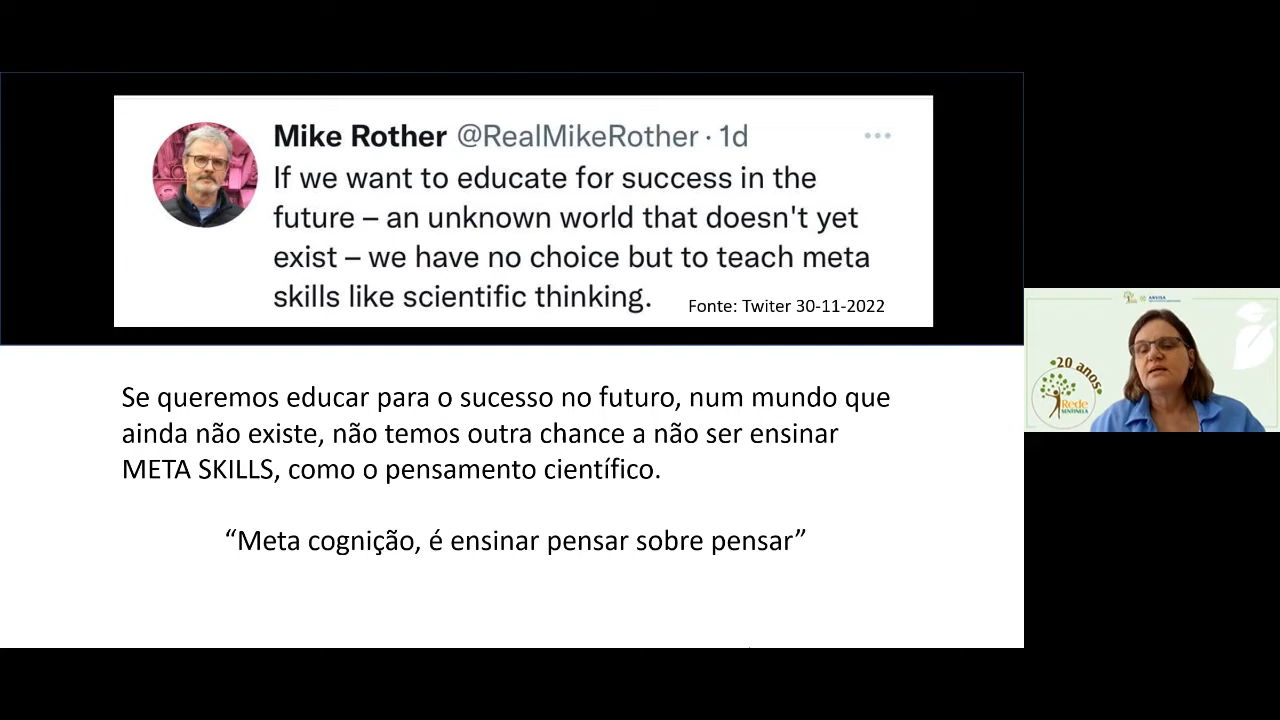 Mike Rother @RealMikeRother · 1d
If we want to educate for success in the
future – an unknown world that doesn't yet
exist – we have no choice but to teach meta
skills like scientific thinking.
Fonte: Twiter 30-11-2022
Se queremos educar para o sucesso no futuro, num mundo que
ainda não existe, não temos outra chance a não ser ensinar
META SKILLS, como o pensamento científico.
“Meta cognição, é ensinar pensar sobre pensar”
ANVISA
20 anos
Rede
SENTINELA